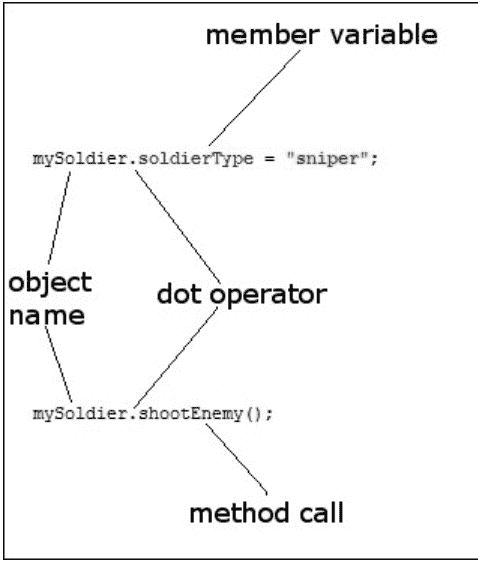 member variable
mySoldier.soldierType = "sniper";
object
name
dot operator
mySoldier.shootEnemy();
method call